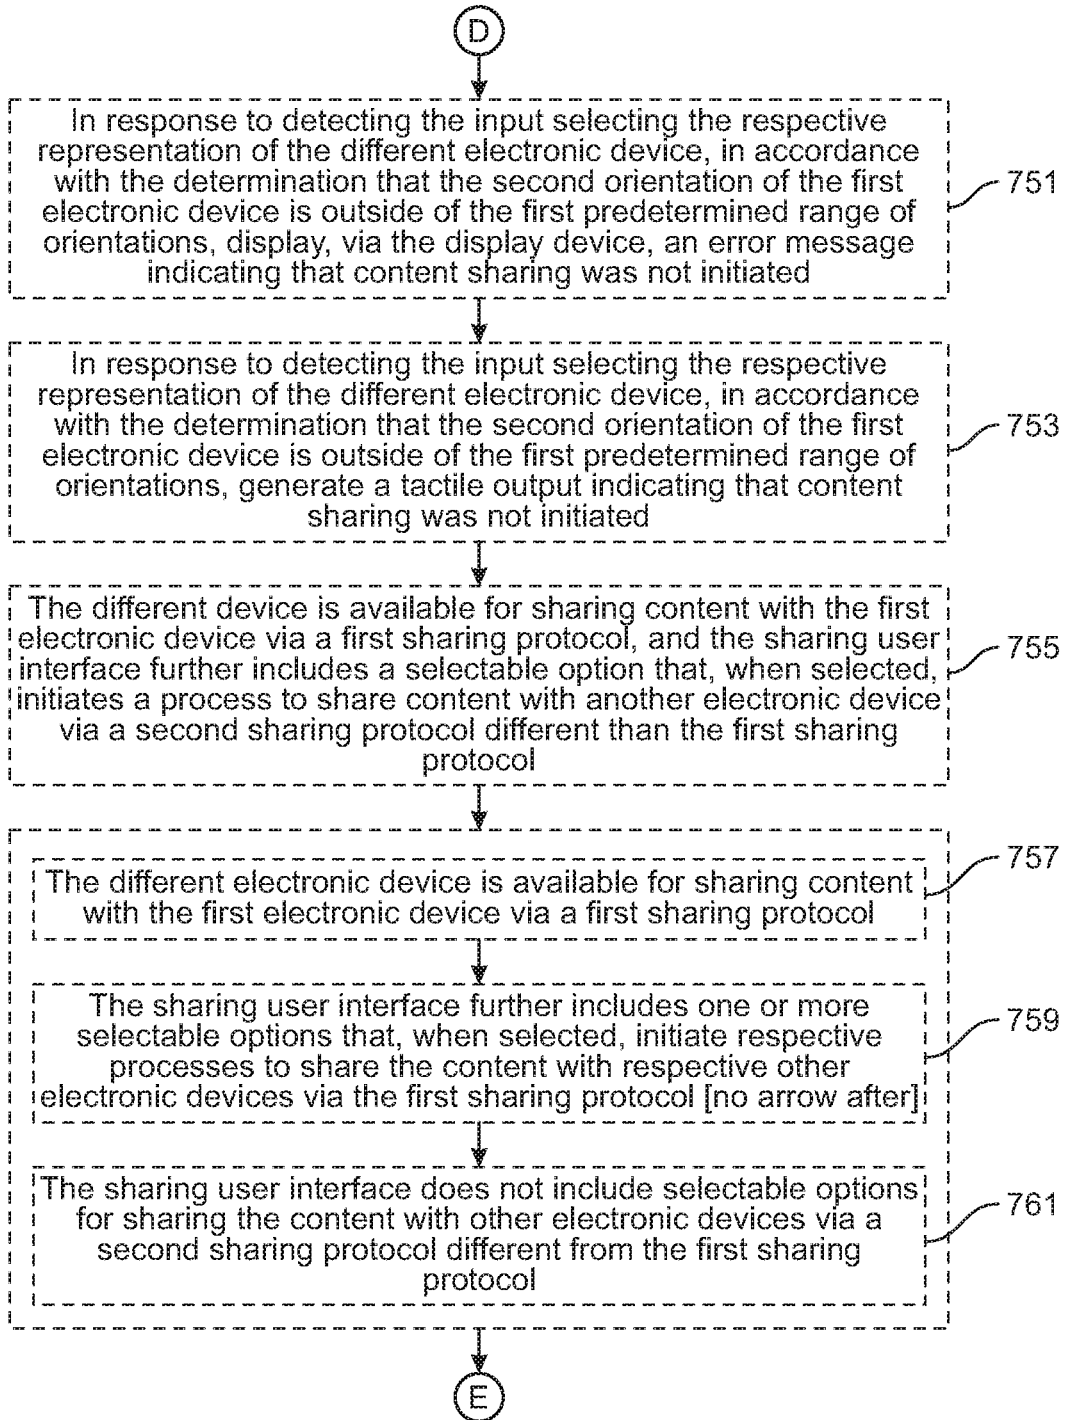 D
In response to detecting the input selecting the respective
representation of the different electronic device, in accordance
with the determination that the second orientation of the first
electronic device is outside of the first predetermined range of
orientations, display, via the display device, an error message
indicating that content sharing was not initiated
751
In response to detecting the input selecting the respective
representation of the different electronic device, in accordance
with the determination that the second orientation of the first
electronic device is outside of the first predetermined range of
orientations, generate a tactile output indicating that content
sharing was not initiated
753
The different device is available for sharing content with the first
electronic device via a first sharing protocol, and the sharing user
interface further includes a selectable option that, when selected,
initiates a process to share content with another electronic device
via a second sharing protocol different than the first sharing
protocol
755
The different electronic device is available for sharing content
with the first electronic device via a first sharing protocol
757
The sharing user interface further includes one or more
selectable options that, when selected, initiate respective
processes to share the content with respective other
electronic devices via the first sharing protocol [no arrow after]
759
The sharing user interface does not include selectable options
for sharing the content with other electronic devices via a
second sharing protocol different from the first sharing
protocol
761
E